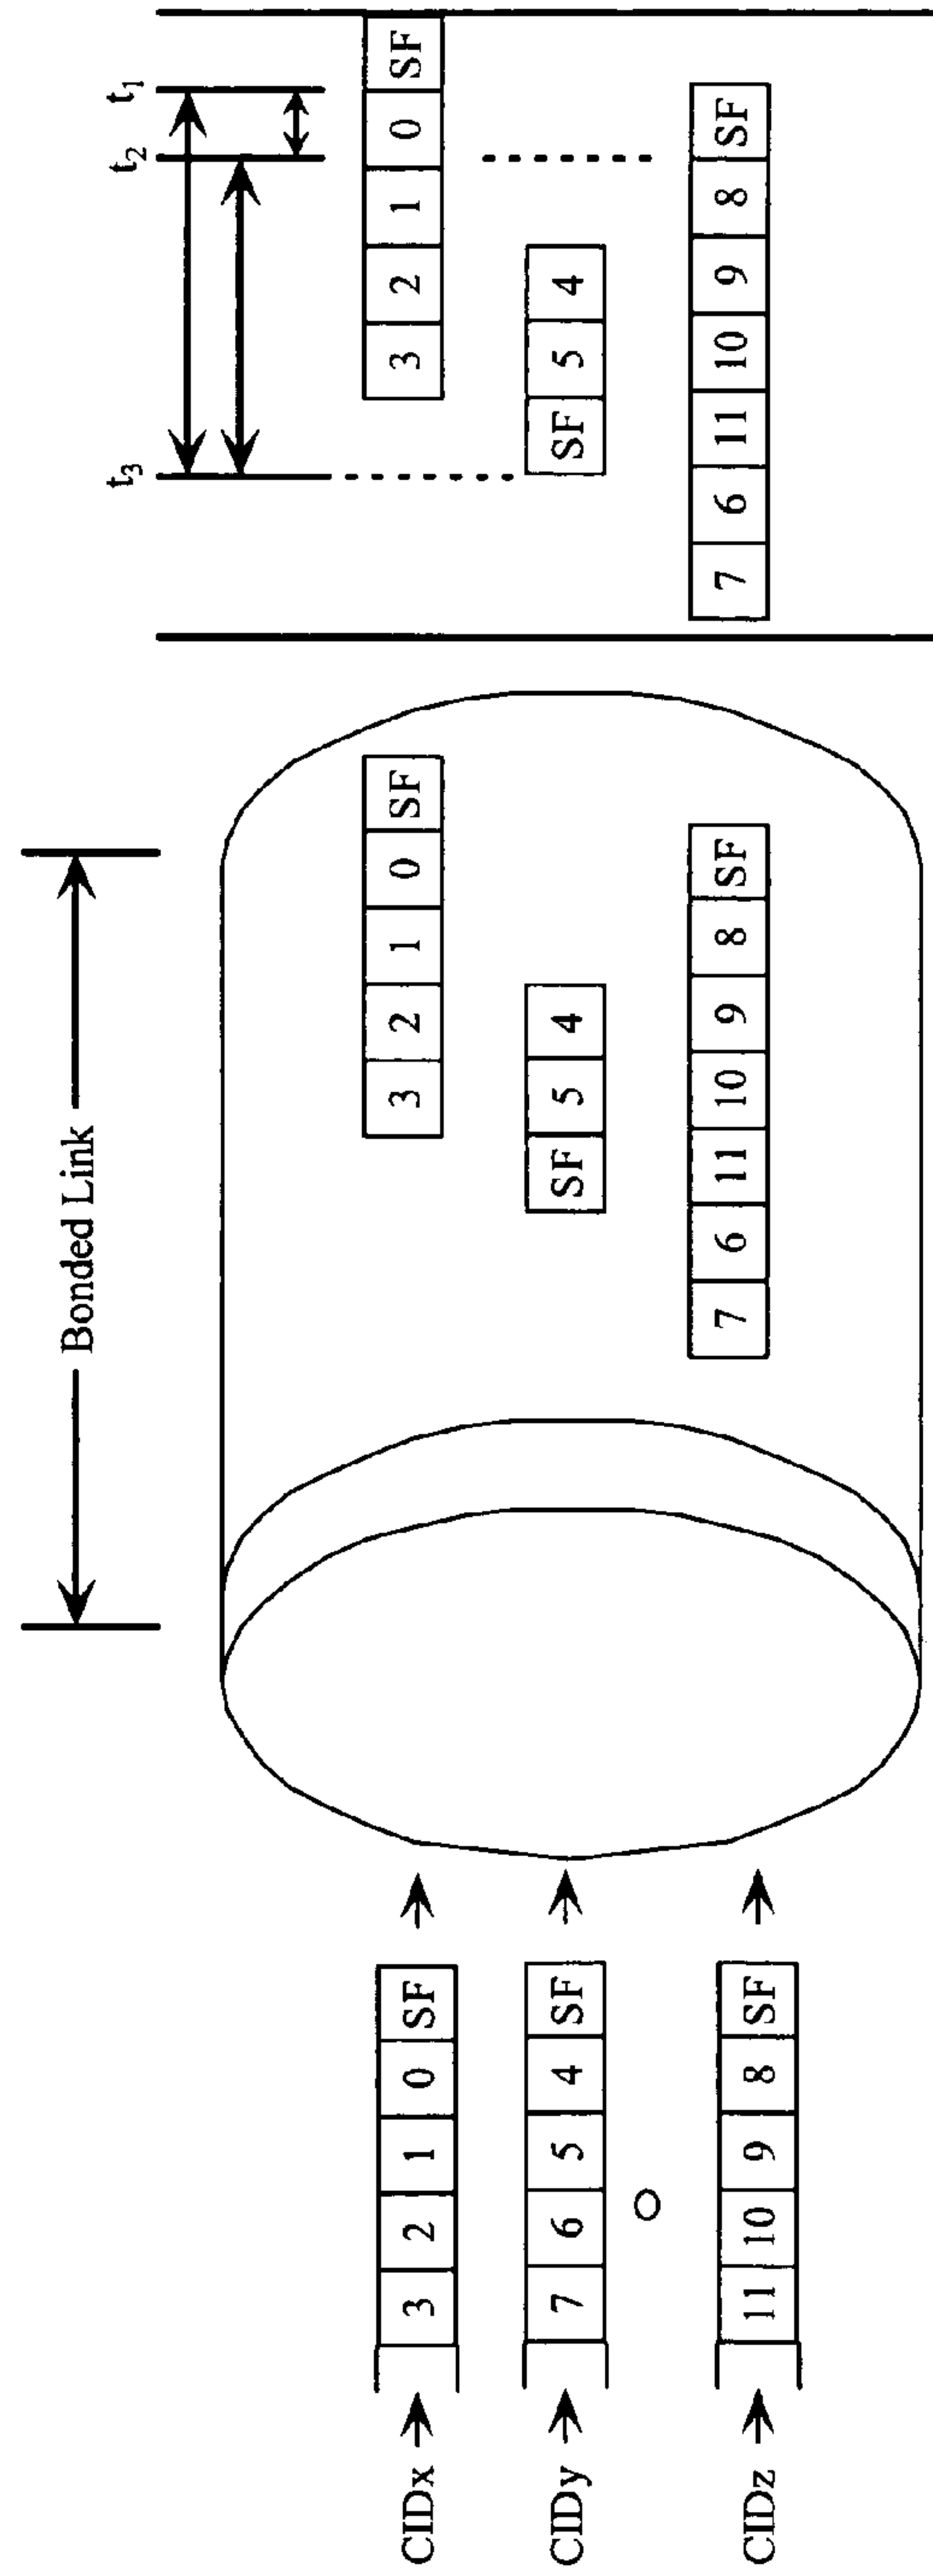 Bonded Link
t₃ t₂ t₁
CIDx 3 2 1 0 SF 3 2 1 0 SF 3 2 1 0 SF
CIDy 7 6 5 4 SF SF 5 4 SF 5 4
CIDz 11 10 9 8 SF 7 6 11 10 9 8 SF 7 6 11 10 9 8 SF